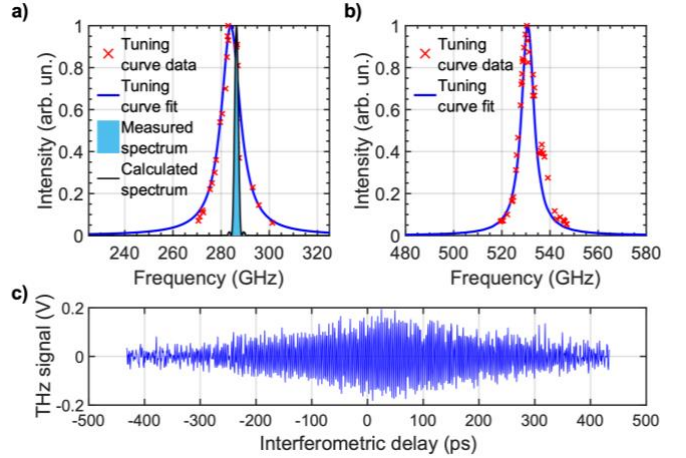 a)
Intensity (arb. un.)
1
0.8
0.6
0.4
0.2
0
Tuning
curve data
Tuning
curve fit
Measured
spectrum
Calculated
spectrum
240 260 280 300 320
Frequency (GHz)
b)
Intensity (arb. un.)
1
0.8
0.6
0.4
0.2
0
Tuning
curve data
Tuning
curve fit
480 500 520 540 560 580
Frequency (GHz)
c)
THz signal (V)
0.2
0
-0.2
-500 -400 -300 -200 -100 0 100 200 300 400 500
Interferometric delay (ps)